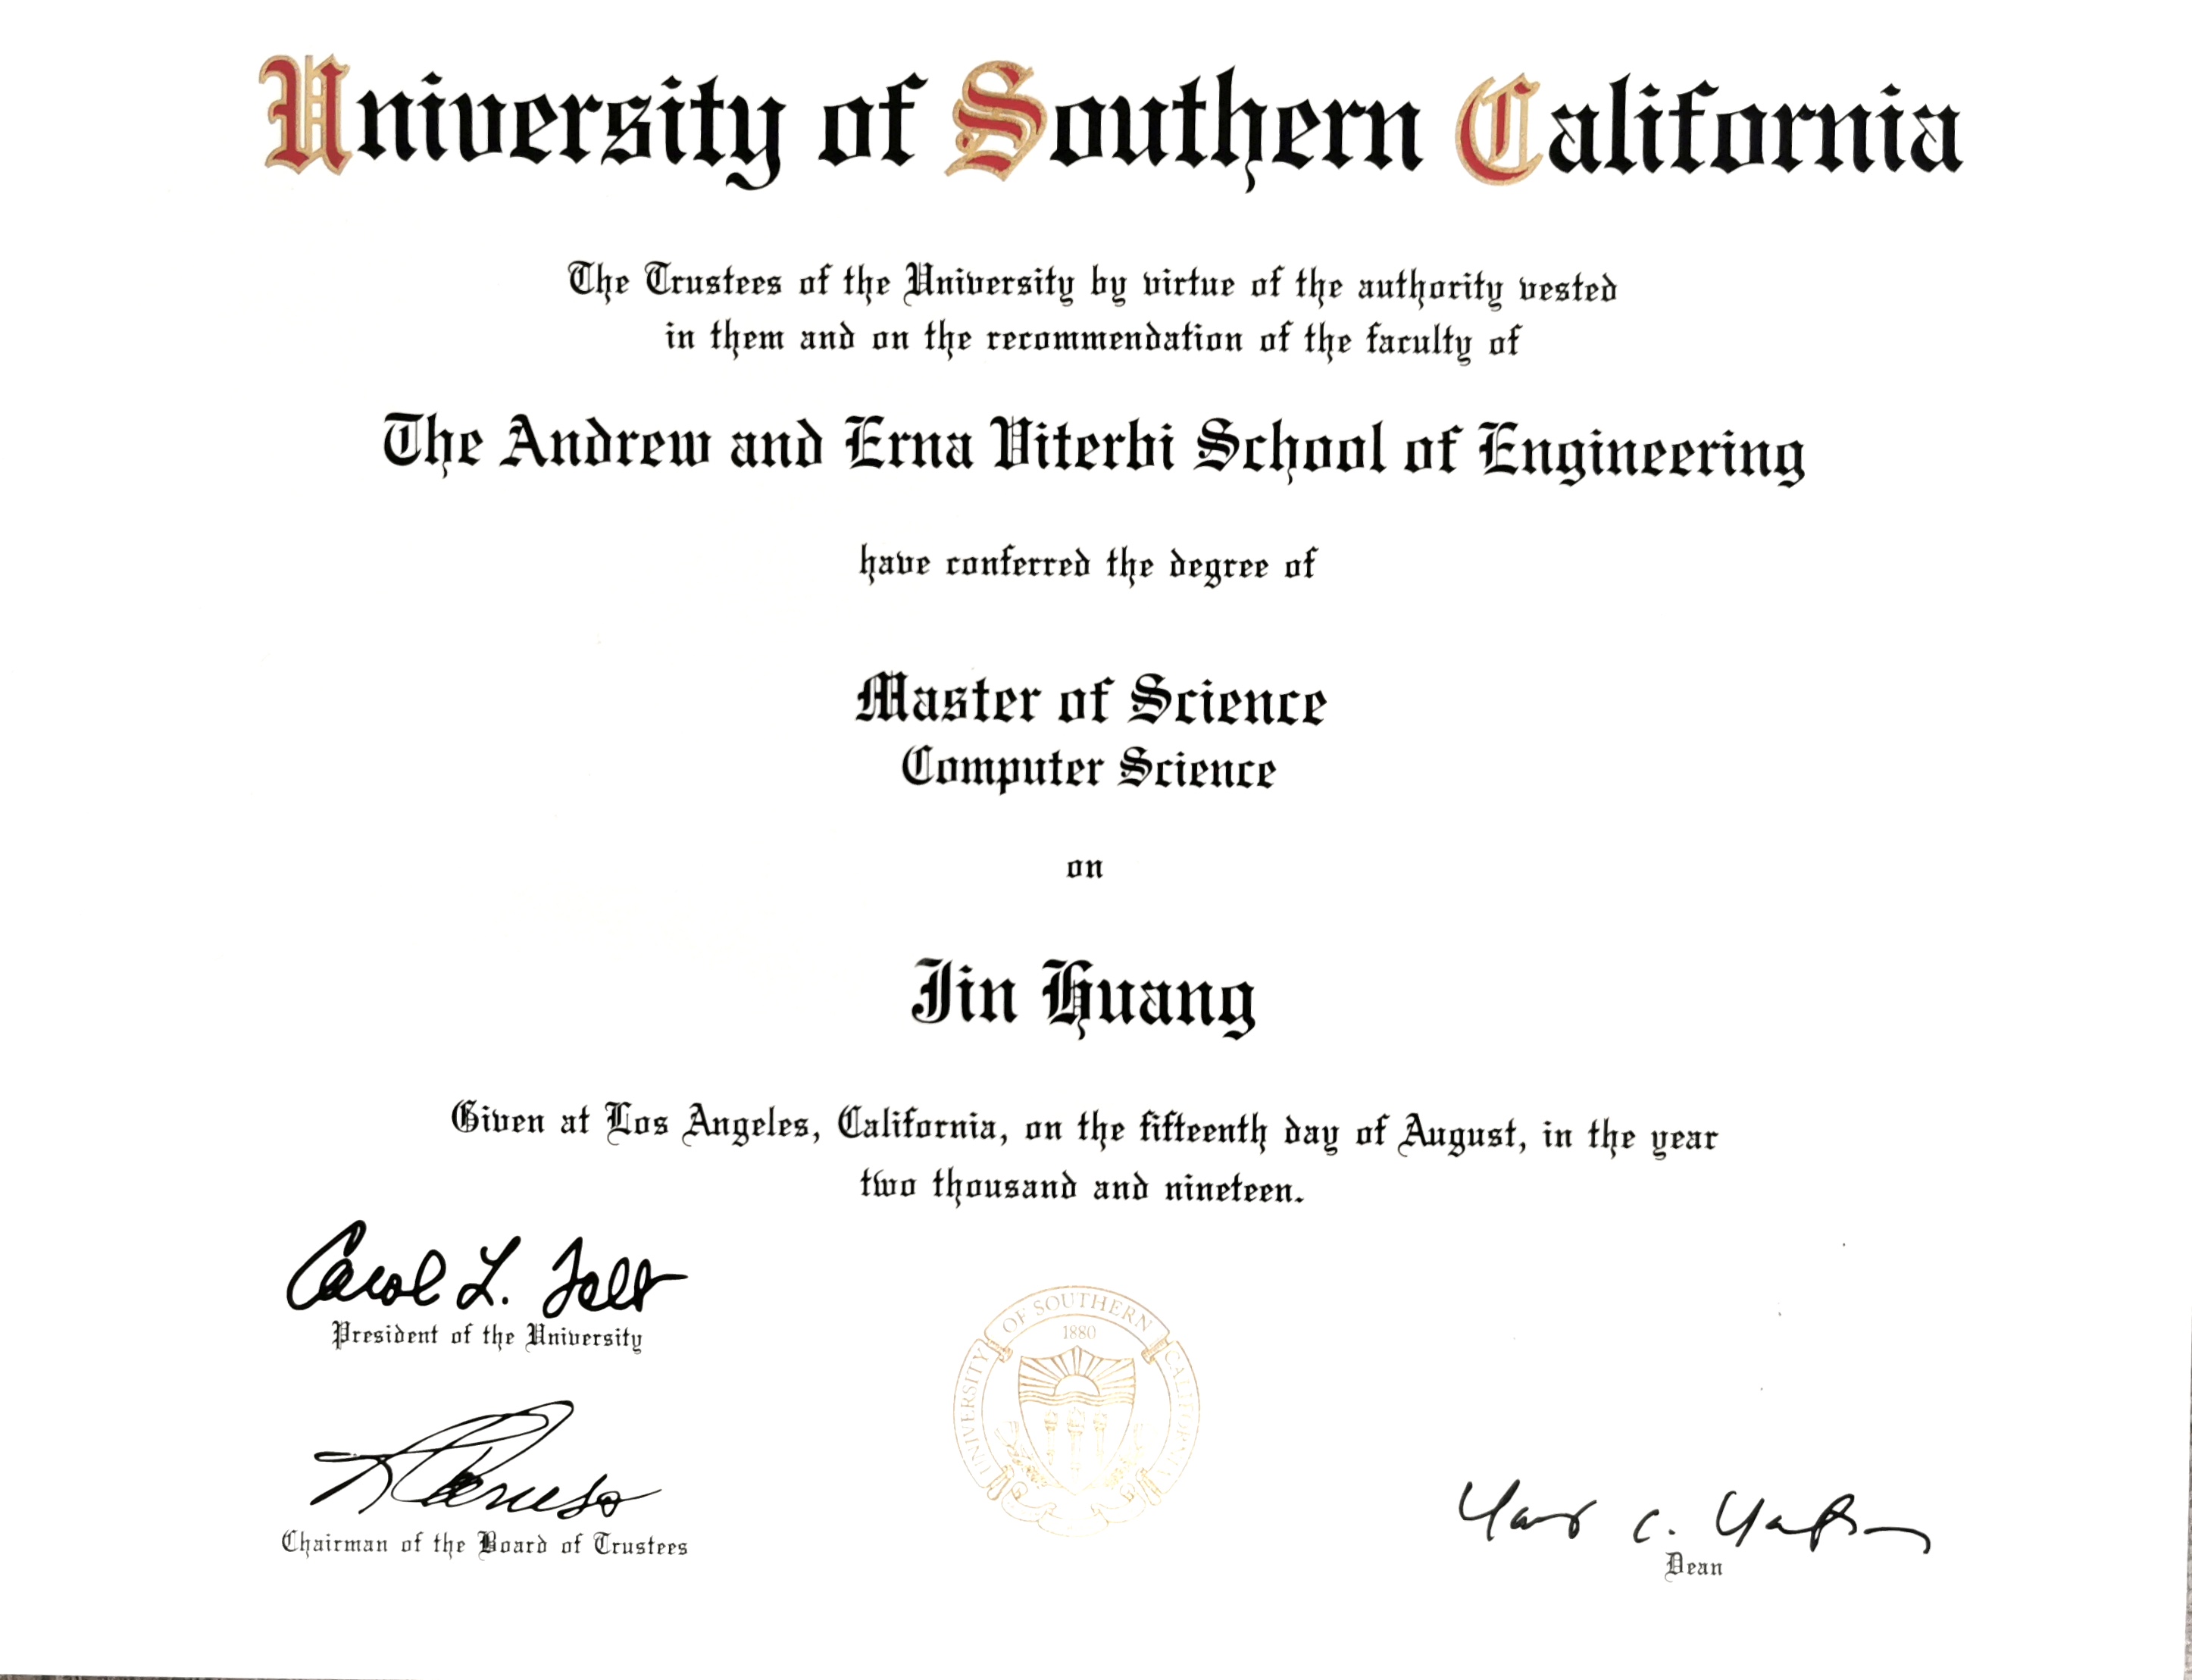 University of Southern California
The Trustees of the University by virtue of the authority vested
in them and on the recommendation of the faculty of
The Andrew and Erna Viterbi School of Engineering
have conferred the degree of
Master of Science
Computer Science
on
Jin Huang
Given at Los Angeles, California, on the fifteenth day of August, in the year
two thousand and nineteen.
Carol L. Folt
President of the University
UNIVERSITY OF SOUTHERN CALIFORNIA
1880
Caruso
Chairman of the Board of Trustees
C.
Dean